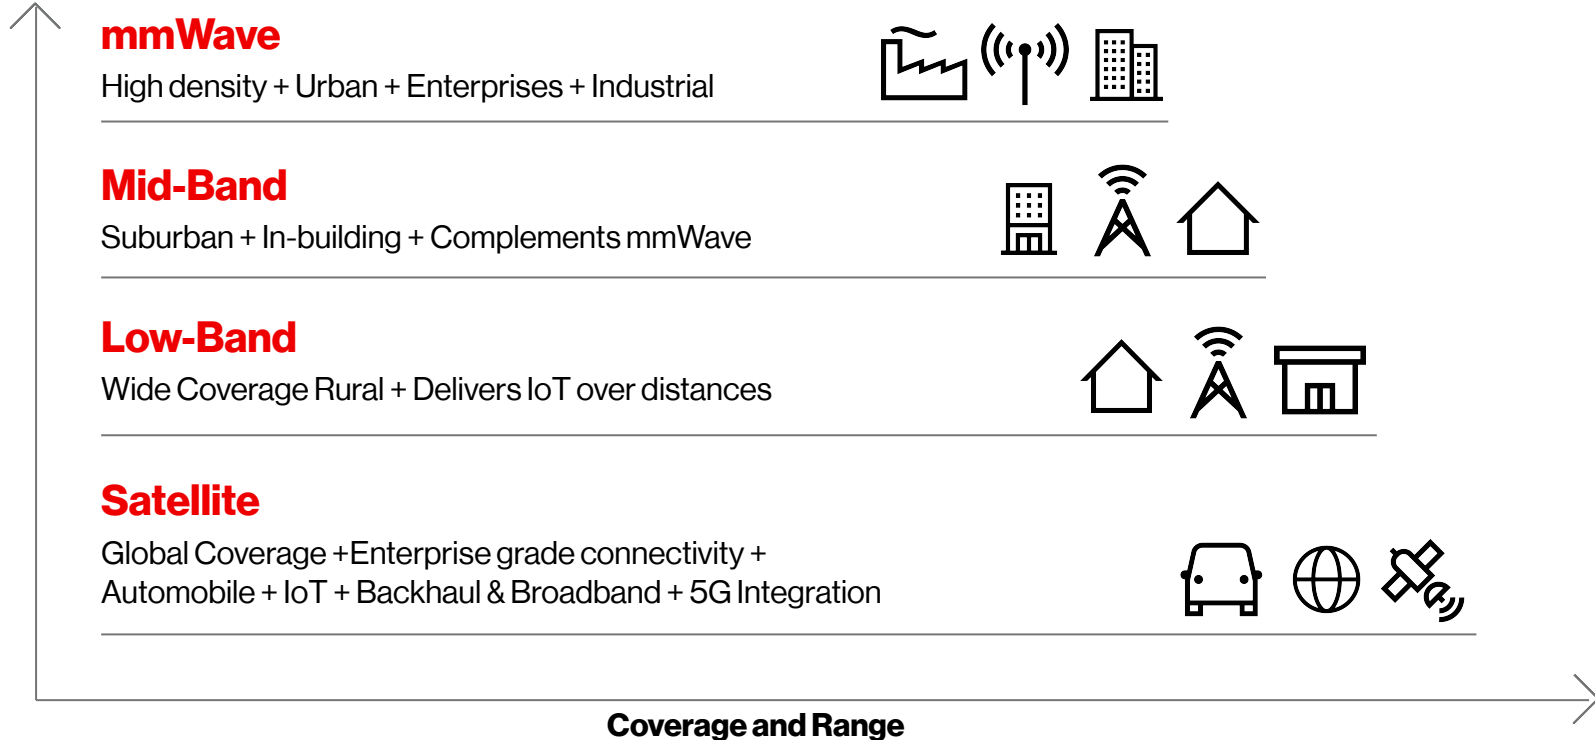 mmWave
High density + Urban + Enterprises + Industrial
Mid-Band
Suburban + In-building + Complements mmWave
Low-Band
Wide Coverage Rural + Delivers IoT over distances
Satellite
Global Coverage +Enterprise grade connectivity +
Automobile + IoT + Backhaul & Broadband + 5G Integration
Coverage and Range